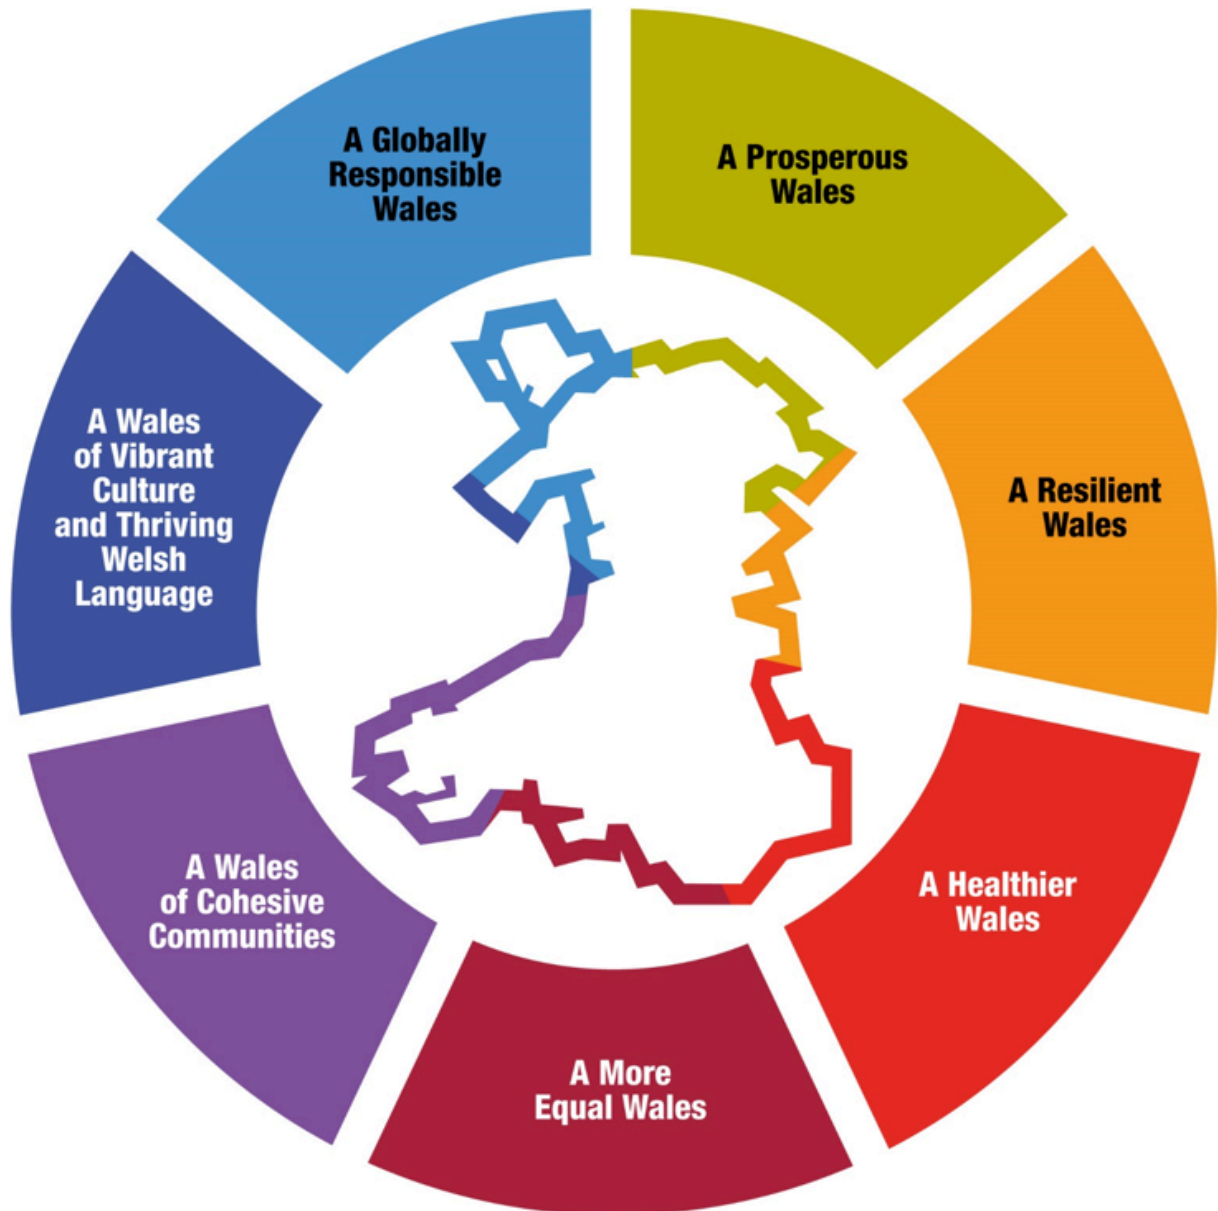 A Globally
Responsible
Wales
A Prosperous
Wales
A Resilient
Wales
A Healthier
Wales
A More
Equal Wales
A Wales
of Cohesive
Communities
A Wales
of Vibrant
Culture
and Thriving
Welsh
Language